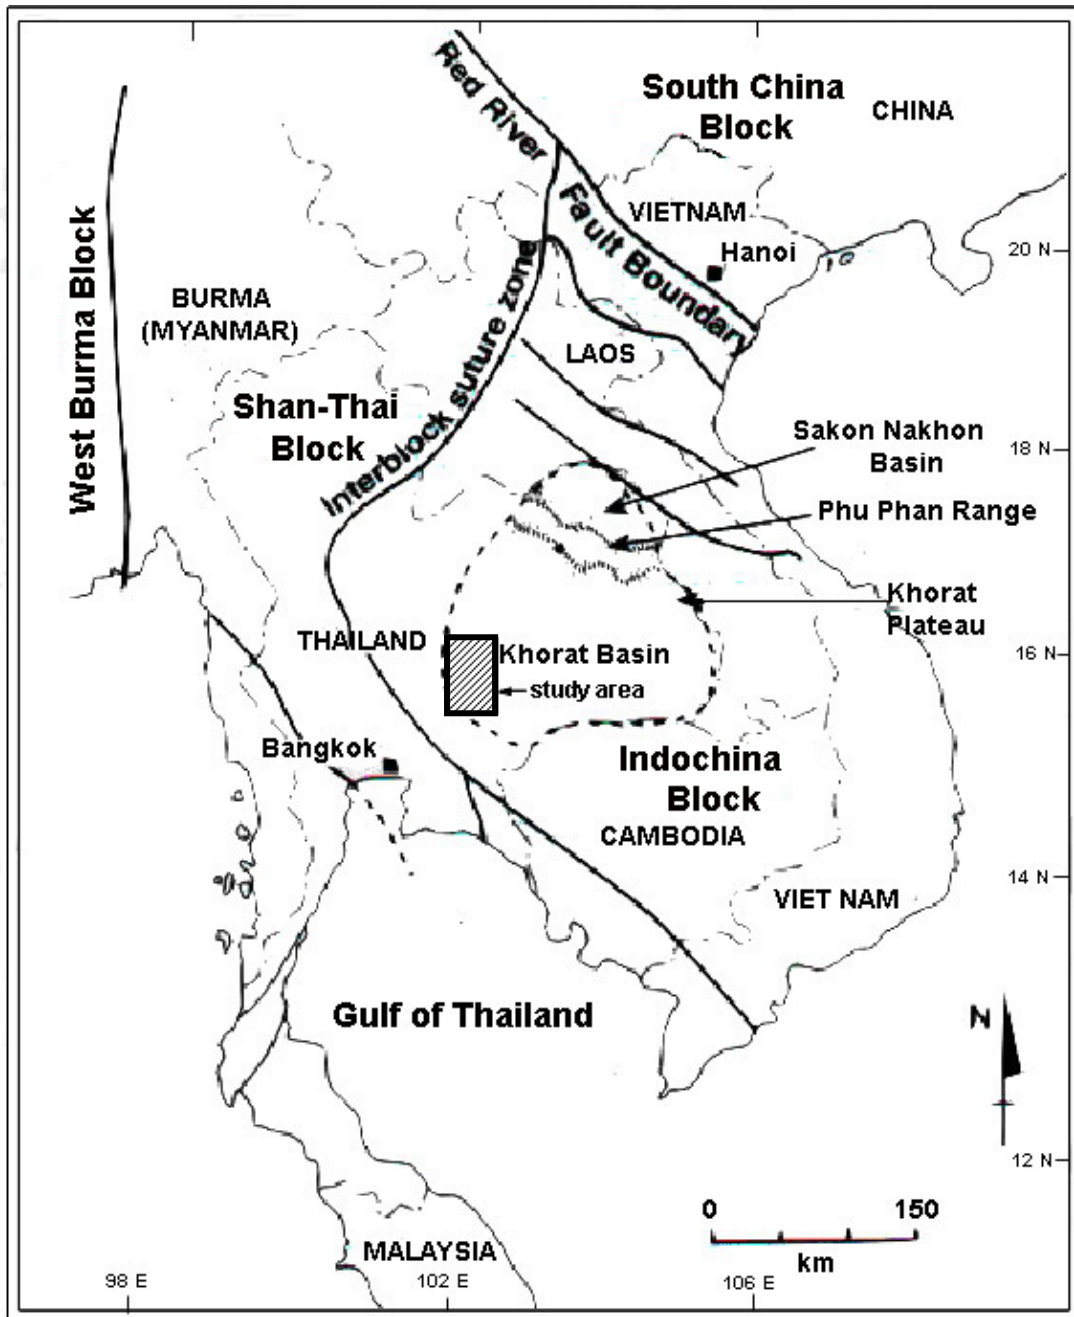 South China
Block
CHINA
Red River
Fault Boundary
VIETNAM
Hanoi
20 N
West Burma Block
BURMA
(MYANMAR)
Interblock suture zone
LAOS
Shan-Thai
Block
Sakon Nakhon
Basin
18 N
Phu Phan Range
Khorat
Plateau
THAILAND
Khorat Basin
16 N
study area
Bangkok
Indochina
Block
CAMBODIA
14 N
VIET NAM
Gulf of Thailand
N
12 N
0 150
km
MALAYSIA
98 E 102 E 106 E